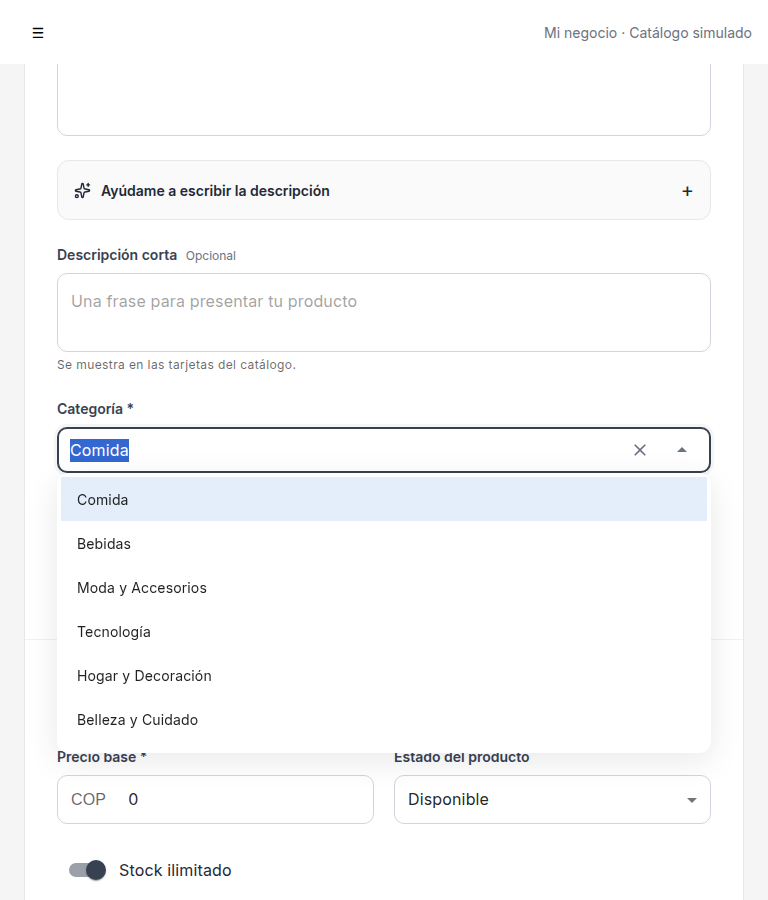 ☰
Mi negocio · Catálogo simulado
Ayúdame a escribir la descripción
+
Descripción corta Opcional
Una frase para presentar tu producto
Se muestra en las tarjetas del catálogo.
Categoría *
Comida
Comida
Bebidas
Moda y Accesorios
Tecnología
Hogar y Decoración
Belleza y Cuidado
Precio base *
Estado del producto
COP 0
Disponible
Stock ilimitado